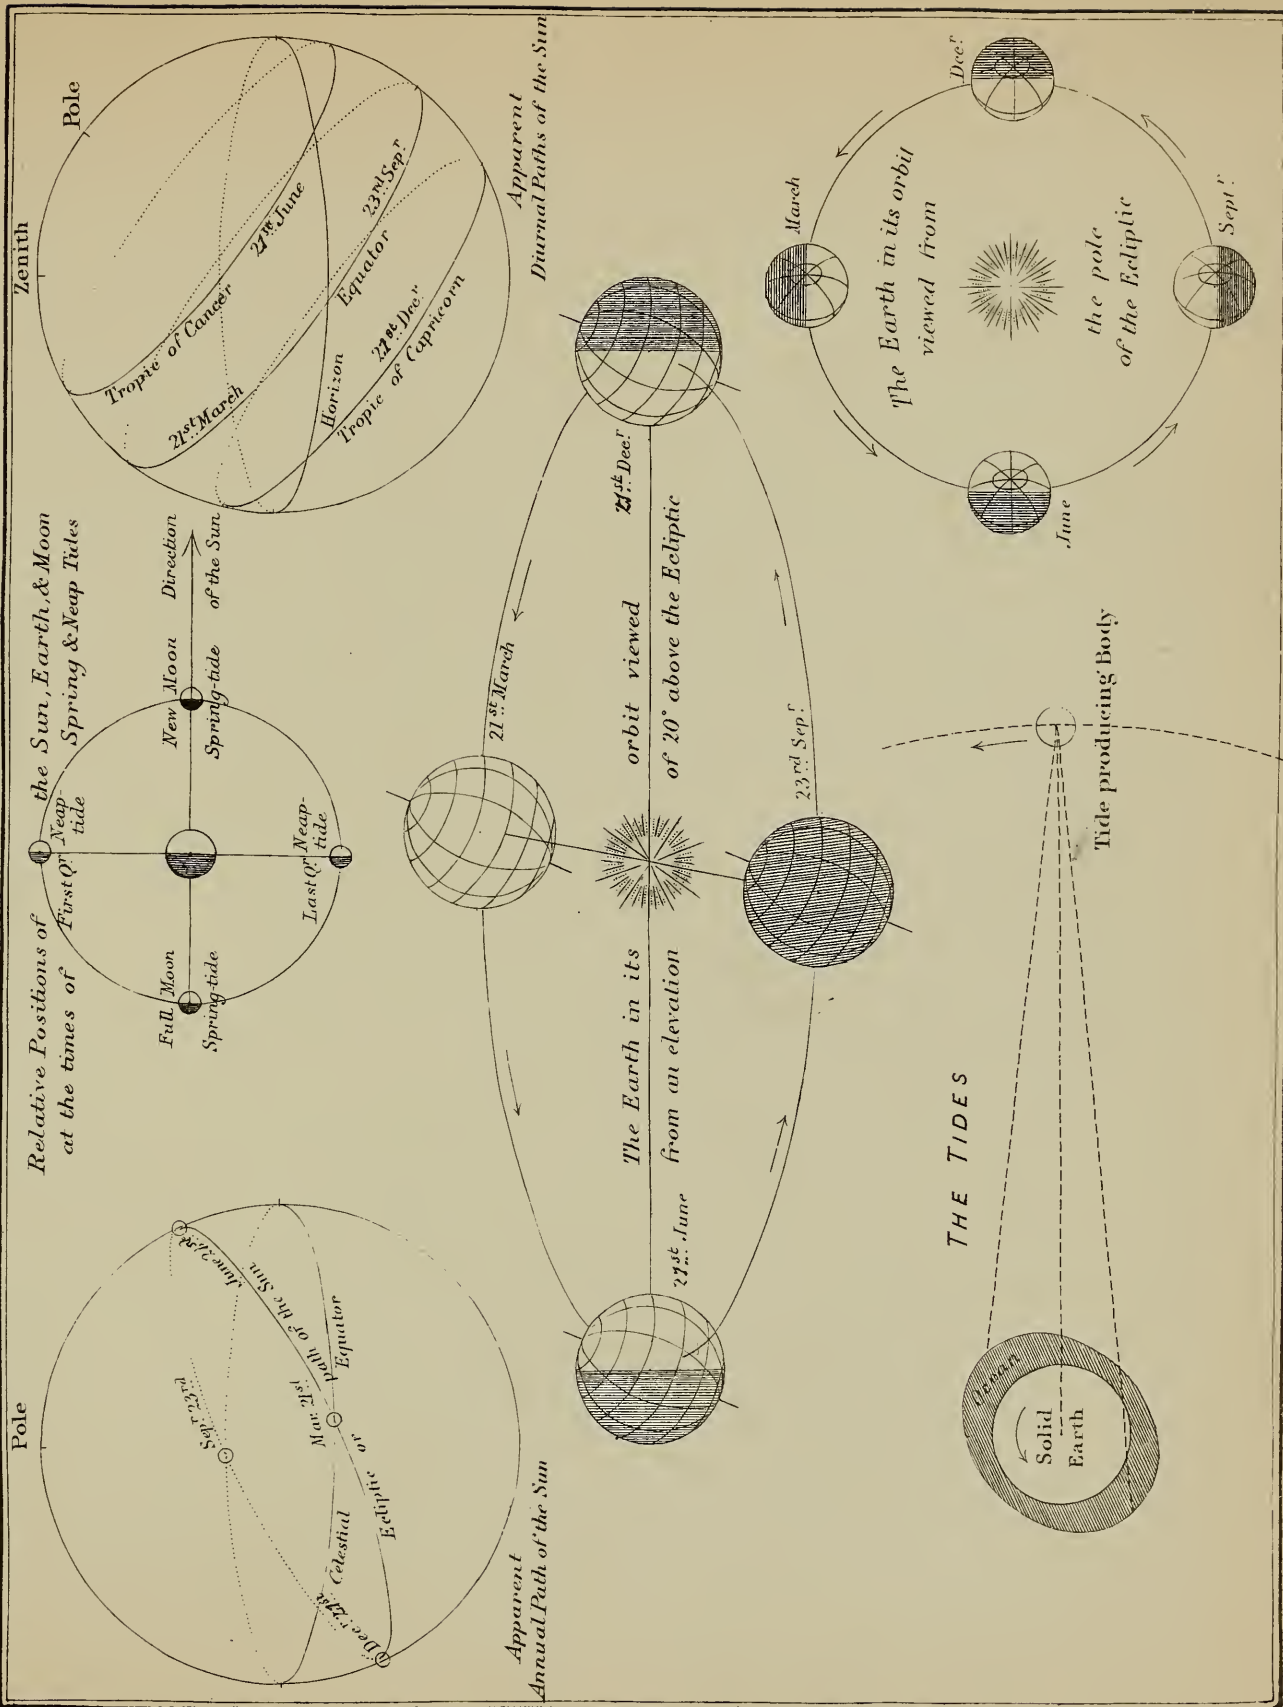 Pole
Sepr 23rd
June 21st
path of the Sun
Mar. 21st
Equator
or
Celestial
Ecliptic
Decr 21st
Apparent
Annual Path of the Sun
Relative Positions of the Sun, Earth, & Moon
at the times of Spring & Neap Tides
First Qr
Neap-
tide
Full Moon
Spring-tide
New Moon
Spring-tide
Direction
of the Sun
Last Qr
Neap-
tide
Zenith
Pole
Tropic of Cancer
21st June
21st March
Equator
23rd Sepr
Horizon
21st Decr
Tropic of Capricorn
Apparent
Diurnal Paths of the Sun
21st March
The Earth in its orbit viewed
from an elevation of 20° above the Ecliptic
21st June
21st Decr
23rd Sepr
THE TIDES
Ocean
Solid
Earth
Tide producing Body
March
Decr
The Earth in its orbit
viewed from
the pole
of the Ecliptic
June
Septr